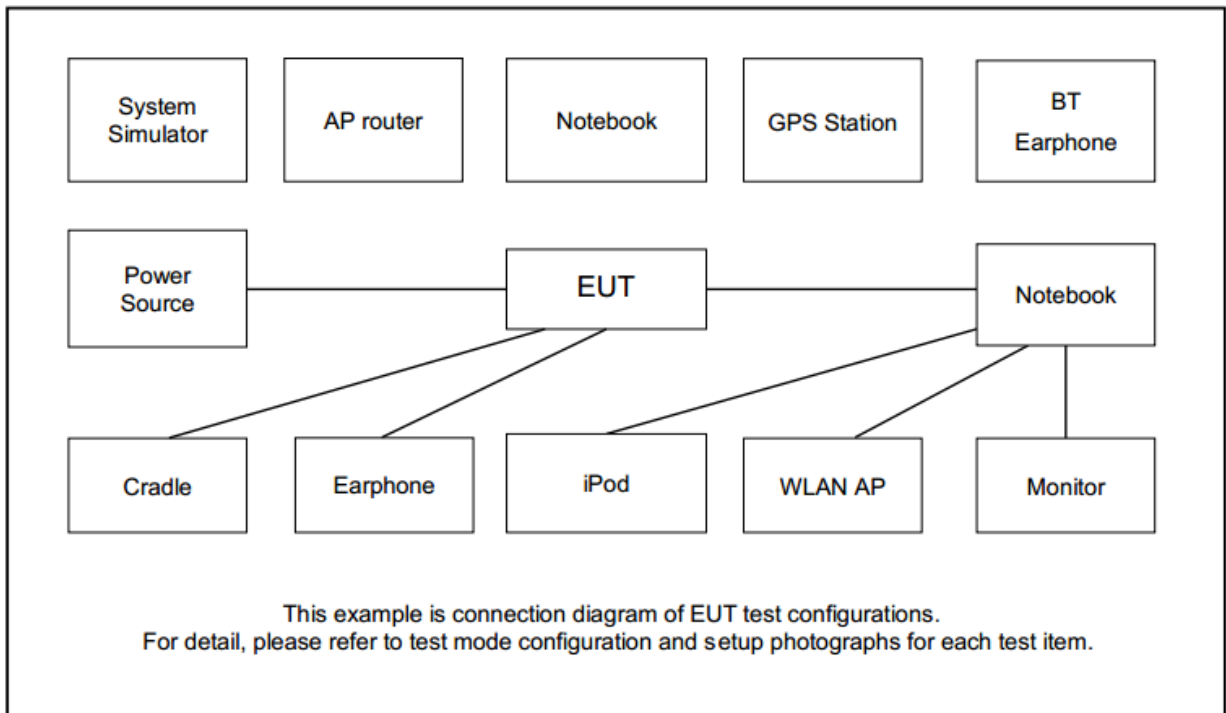 System
Simulator
AP router
Notebook
GPS Station
BT
Earphone
Power
Source
EUT
Notebook
Cradle
Earphone
iPod
WLAN AP
Monitor
This example is connection diagram of EUT test configurations.
For detail, please refer to test mode configuration and setup photographs for each test item.